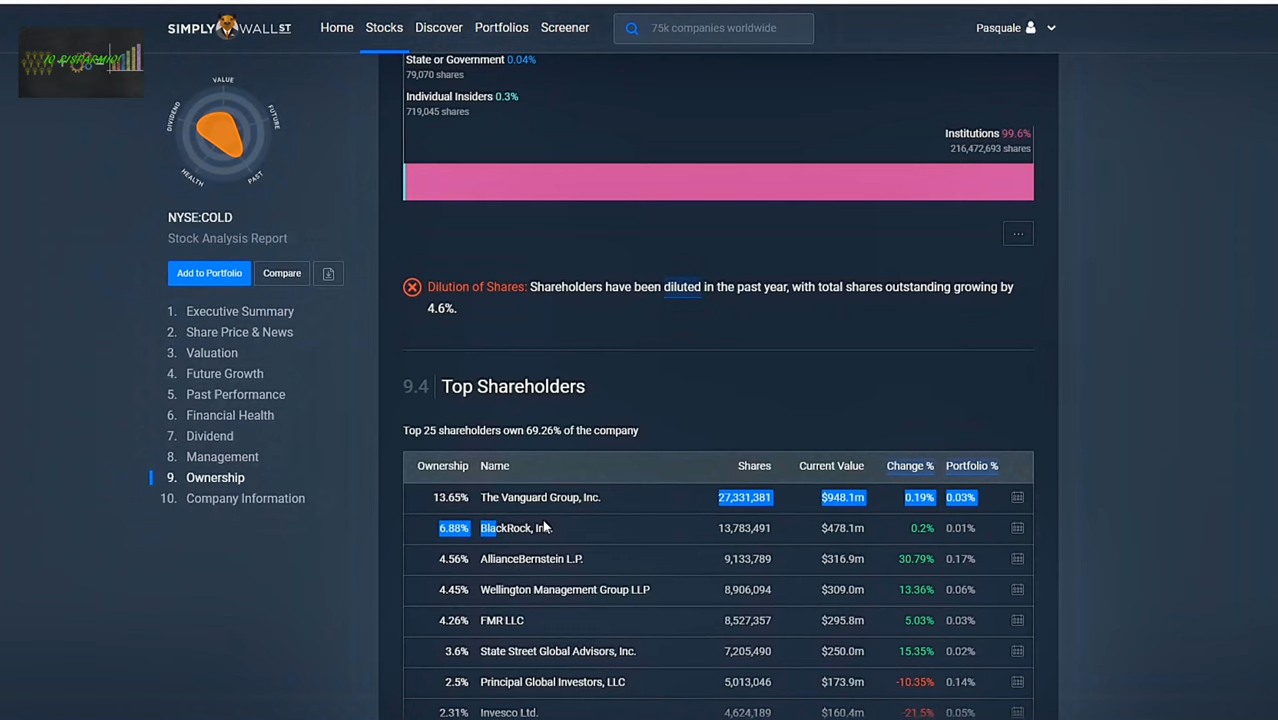 SIMPLY WALL ST
Home Stocks Discover Portfolios Screener
75k companies worldwide
Pasquale
IO RISPARMIO!
VALUE
FUTURE
PAST
HEALTH
DIVIDEND
NYSE:COLD
Stock Analysis Report
Add to Portfolio
Compare
1. Executive Summary
2. Share Price & News
3. Valuation
4. Future Growth
5. Past Performance
6. Financial Health
7. Dividend
8. Management
9. Ownership
10. Company Information
State or Government 0.04%
79,070 shares
Individual Insiders 0.3%
719,045 shares
Institutions 99.6%
216,472,693 shares
...
Dilution of Shares: Shareholders have been diluted in the past year, with total shares outstanding growing by
4.6%.
9.4 Top Shareholders
Top 25 shareholders own 69.26% of the company
Ownership Name Shares Current Value Change % Portfolio %
13.65% The Vanguard Group, Inc. 27,331,381 $948.1m 0.19% 0.03%
6.88% BlackRock, Inc. 13,783,491 $478.1m 0.2% 0.01%
4.56% AllianceBernstein L.P. 9,133,789 $316.9m 30.79% 0.17%
4.45% Wellington Management Group LLP 8,906,094 $309.0m 13.36% 0.06%
4.26% FMR LLC 8,527,357 $295.8m 5.03% 0.03%
3.6% State Street Global Advisors, Inc. 7,205,490 $250.0m 15.35% 0.02%
2.5% Principal Global Investors, LLC 5,013,046 $173.9m -10.35% 0.14%
2.31% Invesco Ltd. 4,624,189 $160.4m -21.5% 0.05%